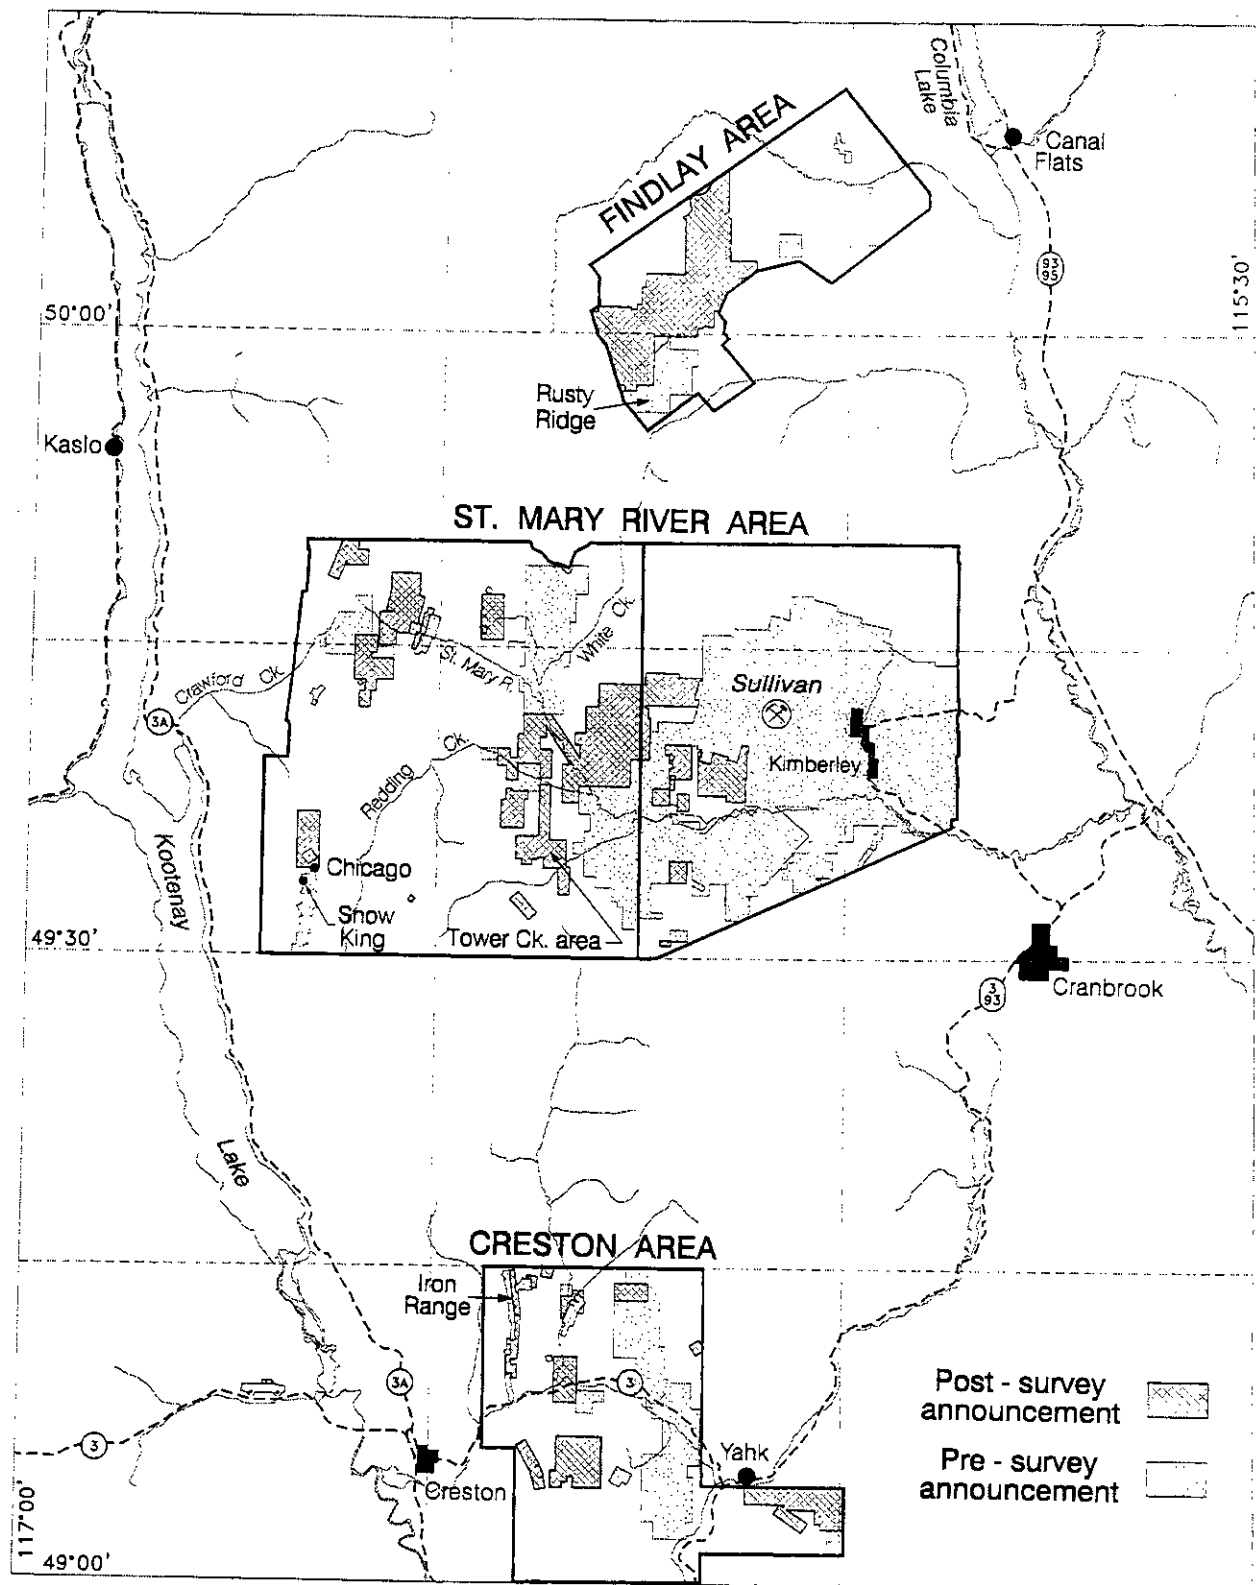 Columbia
Lake
Canal
Flats
FINDLAY AREA
93
95
115°30'
50°00'
Rusty
Ridge
Kaslo
ST. MARY RIVER AREA
White Ck.
St. Mary R.
Crawford Ck.
Sullivan
3A
Kimberley
Redding Ck.
Kootenay
Lake
Chicago
Snow
King
Tower Ck. area
49°30'
Cranbrook
3
93
CRESTON AREA
Iron
Range
3A
3
3
Yahk
Creston
Post - survey
announcement
Pre - survey
announcement
117°00'
49°00'